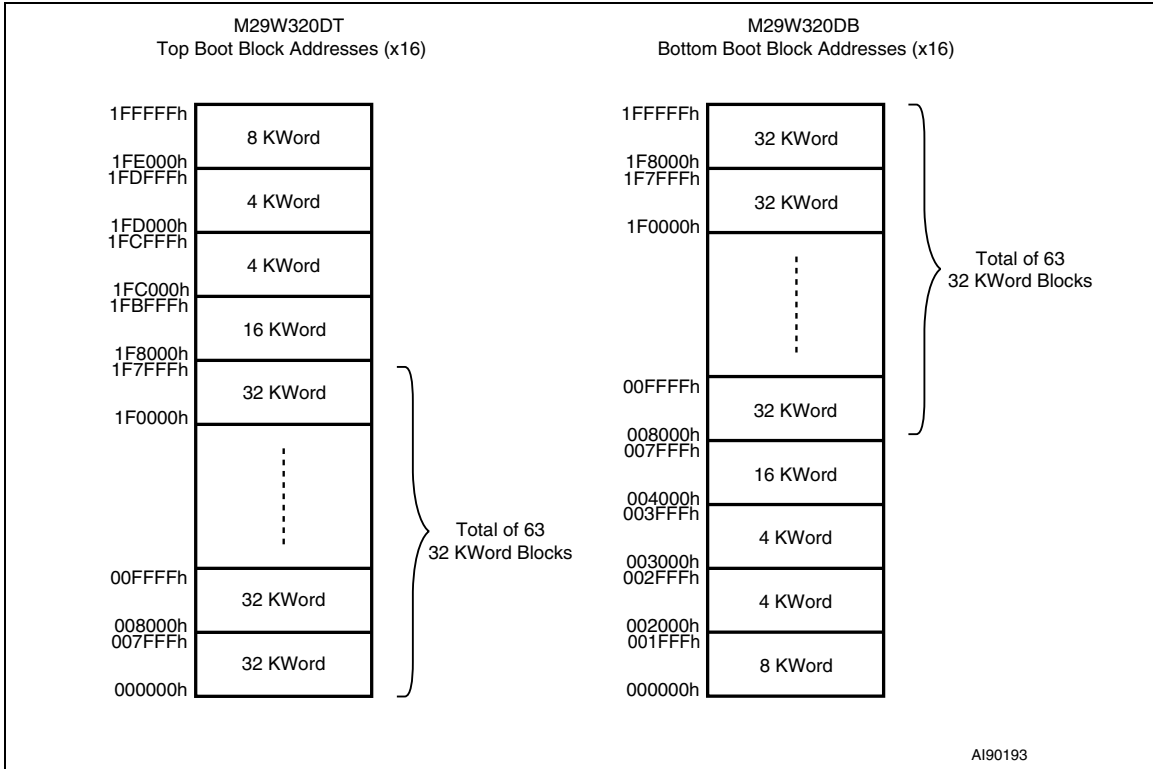 M29W320DT
Top Boot Block Addresses (x16)
1FFFFFh
8 KWord
1FE000h
1FDFFFh
4 KWord
1FD000h
1FCFFFh
4 KWord
1FC000h
1FBFFFh
16 KWord
1F8000h
1F7FFFh
32 KWord
1F0000h
Total of 63
32 KWord Blocks
00FFFFh
32 KWord
008000h
007FFFh
32 KWord
000000h
M29W320DB
Bottom Boot Block Addresses (x16)
1FFFFFh
32 KWord
1F8000h
1F7FFFh
32 KWord
1F0000h
Total of 63
32 KWord Blocks
00FFFFh
32 KWord
008000h
007FFFh
16 KWord
004000h
003FFFh
4 KWord
003000h
002FFFh
4 KWord
002000h
001FFFh
8 KWord
000000h
AI90193